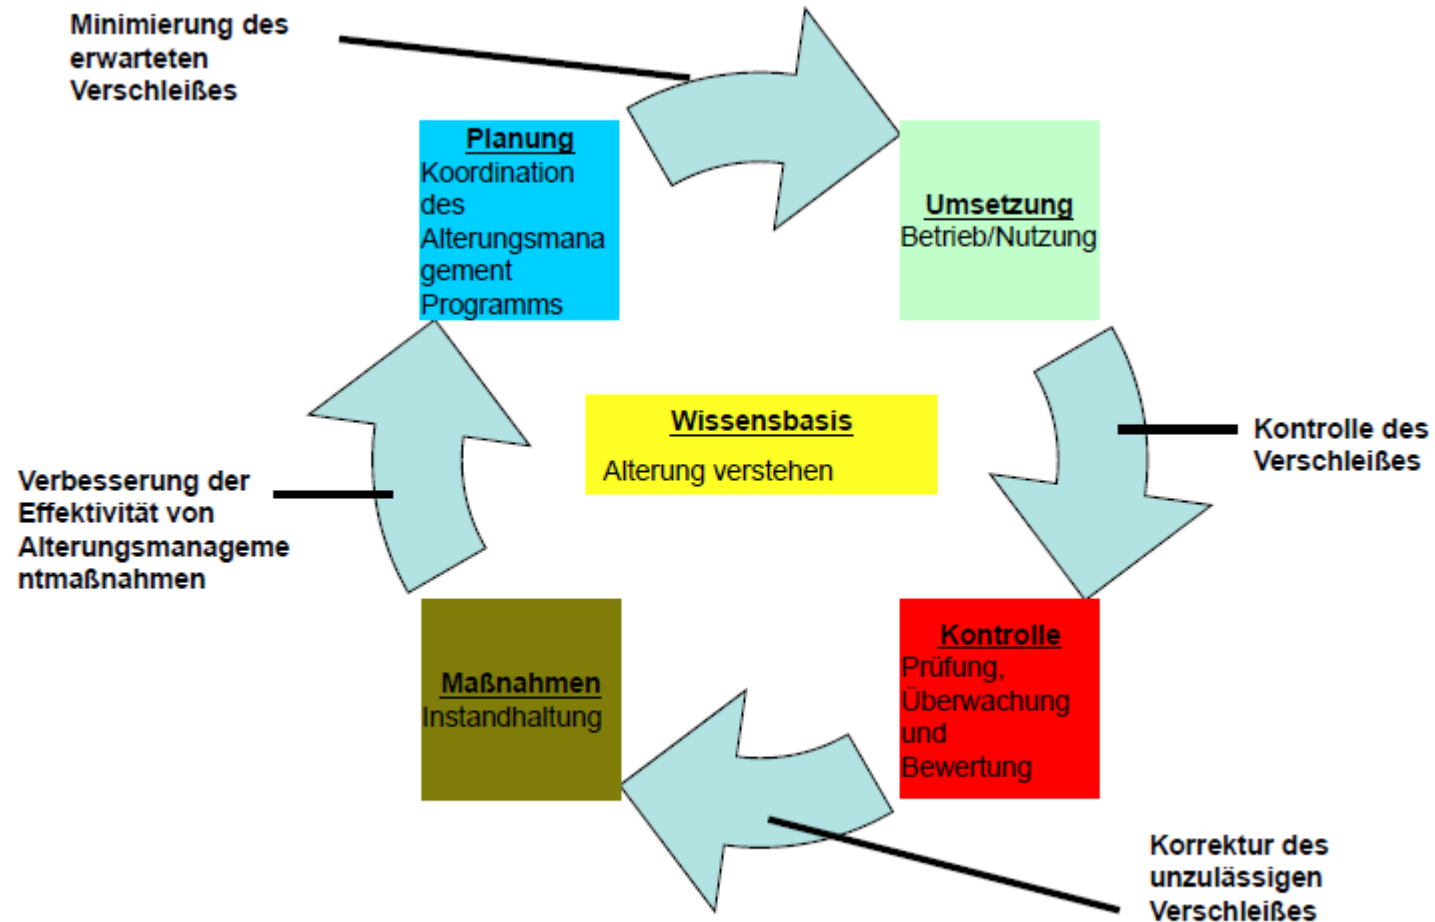 Minimierung des
erwarteten
Verschleißes
Planung
Koordination
des
Alterungsmana
gement
Programms
Umsetzung
Betrieb/Nutzung
Wissensbasis
Alterung verstehen
Kontrolle des
Verschleißes
Verbesserung der
Effektivität von
Alterungsmanageme
ntmaßnahmen
Maßnahmen
Instandhaltung
Kontrolle
Prüfung,
Überwachung
und
Bewertung
Korrektur des
unzulässigen
Verschleißes